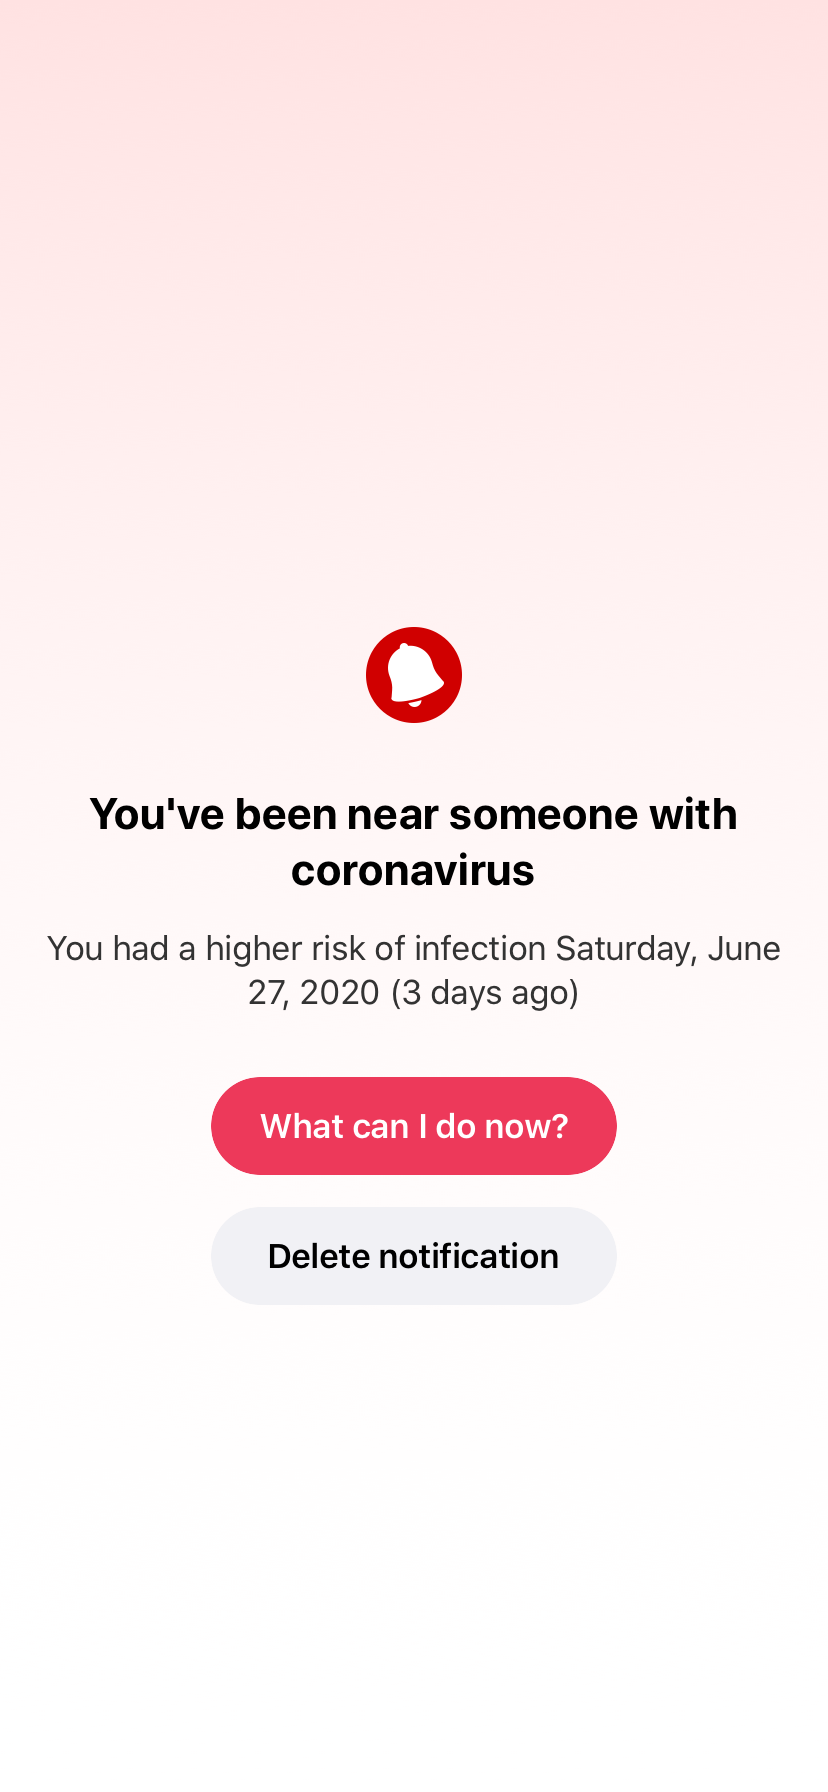 You've been near someone with
coronavirus
You had a higher risk of infection Saturday, June
27, 2020 (3 days ago)
What can I do now?
Delete notification